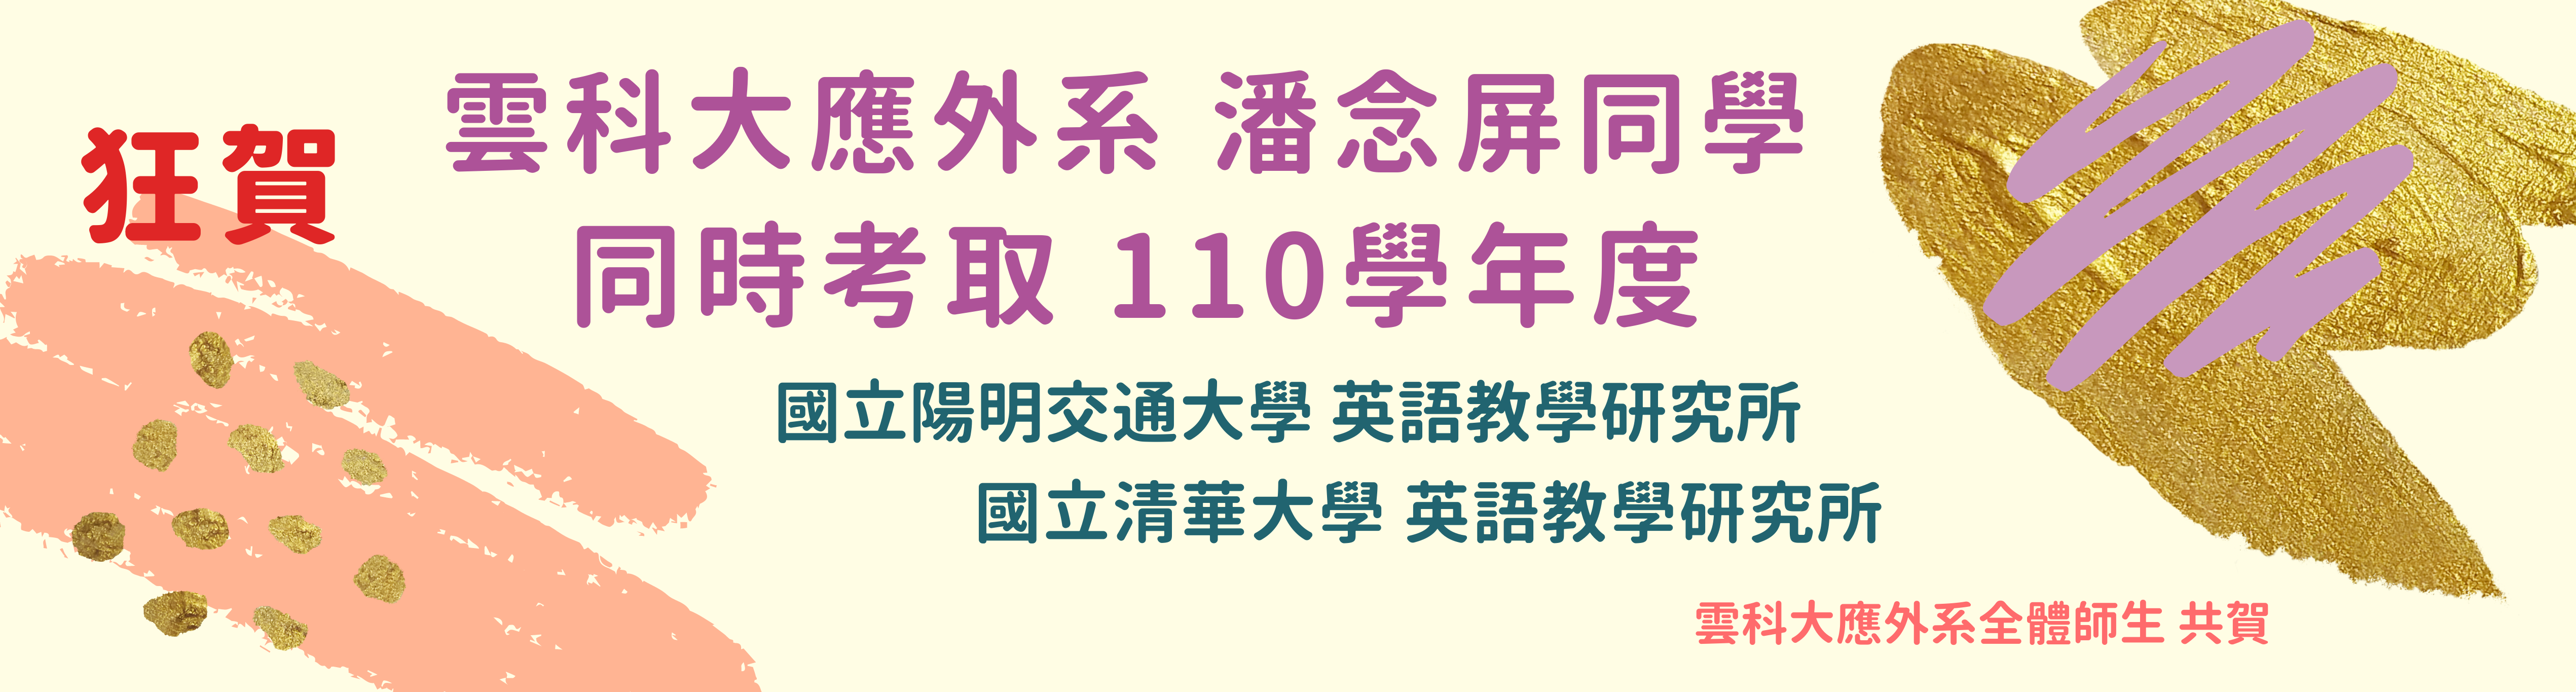 狂賀
雲科大應外系 潘念屏同學
同時考取 110學年度
國立陽明交通大學 英語教學研究所
國立清華大學 英語教學研究所
雲科大應外系全體師生 共賀